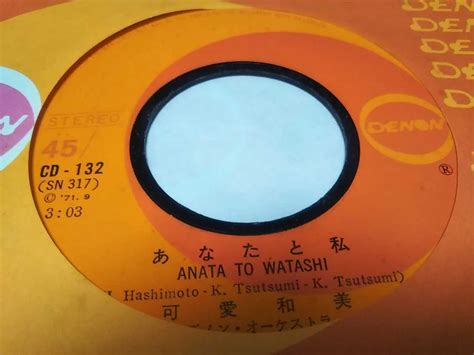 DENON
DENON
DENON
DENON
STEREO
45
DENON
CD - 132
(SN 317)
®
Ⓟ '71. 9
3:03
あなたと私
ANATA TO WATASHI
Hashimoto - K. Tsutsumi - K. Tsutsumi)
可愛和美
オーケストラ